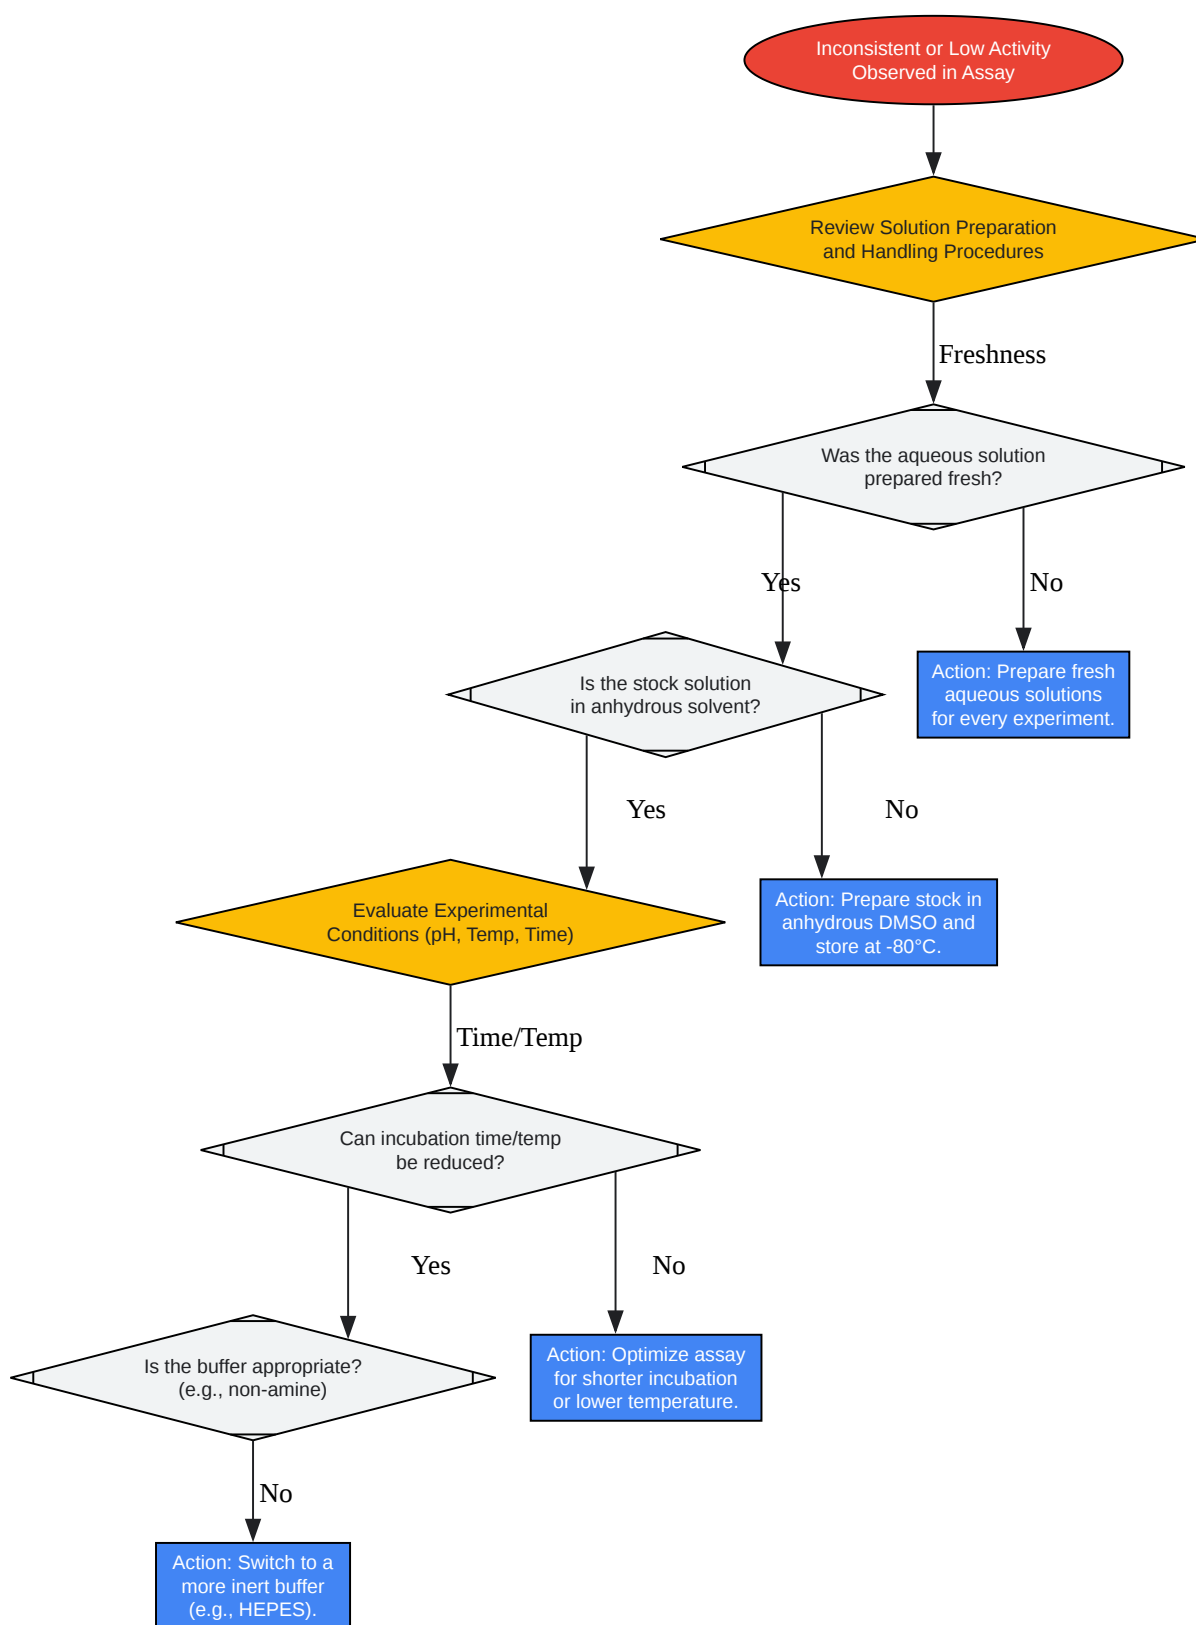 Inconsistent or Low Activity
Observed in Assay
Review Solution Preparation
and Handling Procedures
Freshness
Was the aqueous solution
prepared fresh?
Yes
No
Is the stock solution
in anhydrous solvent?
Action: Prepare fresh
aqueous solutions
for every experiment.
Yes
No
Evaluate Experimental
Conditions (pH, Temp, Time)
Action: Prepare stock in
anhydrous DMSO and
store at -80°C.
Time/Temp
Can incubation time/temp
be reduced?
Yes
No
Is the buffer appropriate?
(e.g., non-amine)
Action: Optimize assay
for shorter incubation
or lower temperature.
No
Action: Switch to a
more inert buffer
(e.g., HEPES).